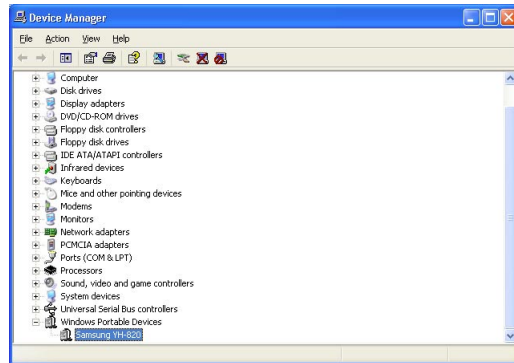 Device Manager
File Action View Help
Computer
Disk drives
Display adapters
DVD/CD-ROM drives
Floppy disk controllers
Floppy disk drives
IDE ATA/ATAPI controllers
Infrared devices
Keyboards
Mice and other pointing devices
Modems
Monitors
Network adapters
PCMCIA adapters
Ports (COM & LPT)
Processors
Sound, video and game controllers
System devices
Universal Serial Bus controllers
Windows Portable Devices
Samsung YH-820